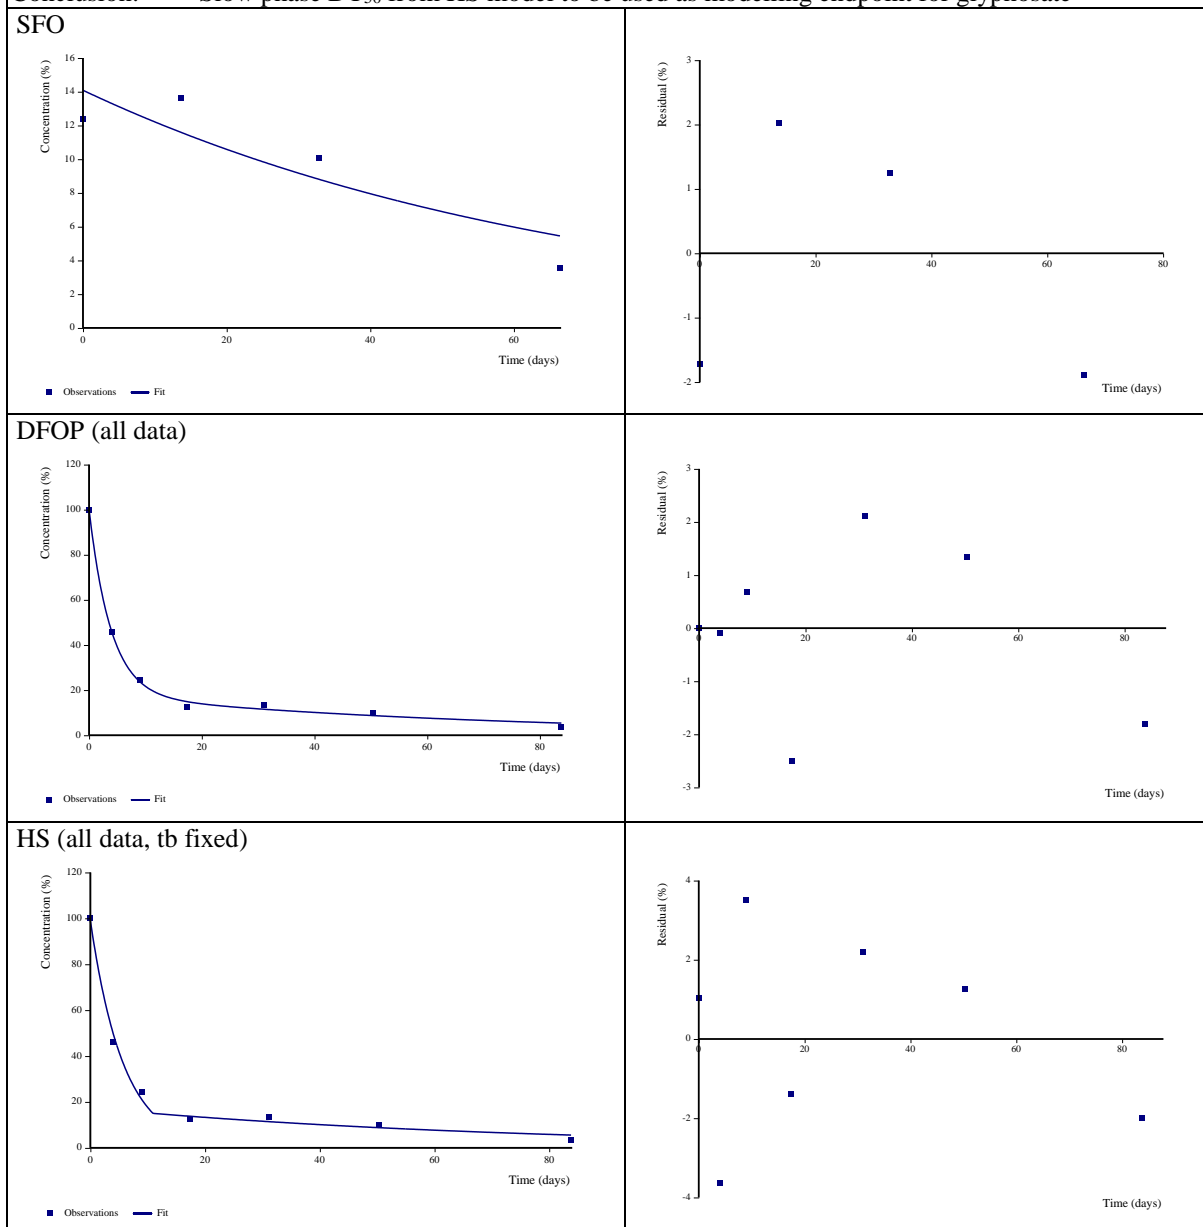 Conclusion: Slow phase DT50 from HS model to be used as modelling endpoint for glyphosate
SFO
Concentration (%)
16
14
12
10
8
6
4
2
0
0 20 40 60
Time (days)
Observations Fit
Residual (%)
3
2
1
0
-1
-2
0 20 40 60 80
Time (days)
DFOP (all data)
Concentration (%)
120
100
80
60
40
20
0
0 20 40 60 80
Time (days)
Observations Fit
Residual (%)
3
2
1
0
-1
-2
-3
0 20 40 60 80
Time (days)
HS (all data, tb fixed)
Concentration (%)
120
100
80
60
40
20
0
0 20 40 60 80
Time (days)
Observations Fit
Residual (%)
4
2
0
-2
-4
0 20 40 60 80
Time (days)